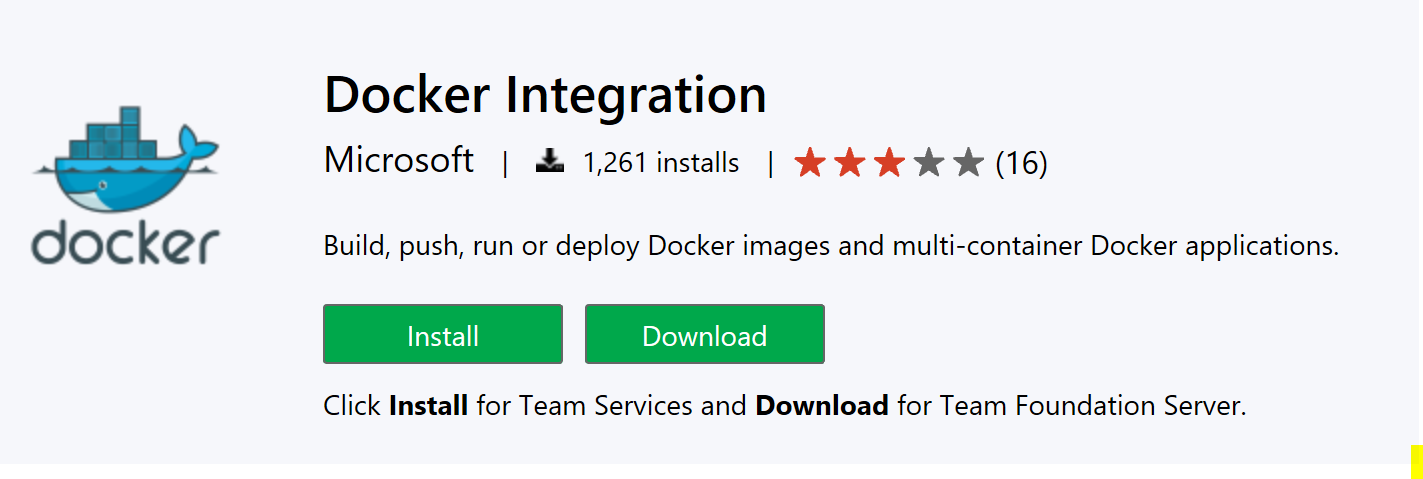 Docker Integration
Microsoft | 1,261 installs | ★★★★★ (16)
docker
Build, push, run or deploy Docker images and multi-container Docker applications.
Install Download
Click Install for Team Services and Download for Team Foundation Server.